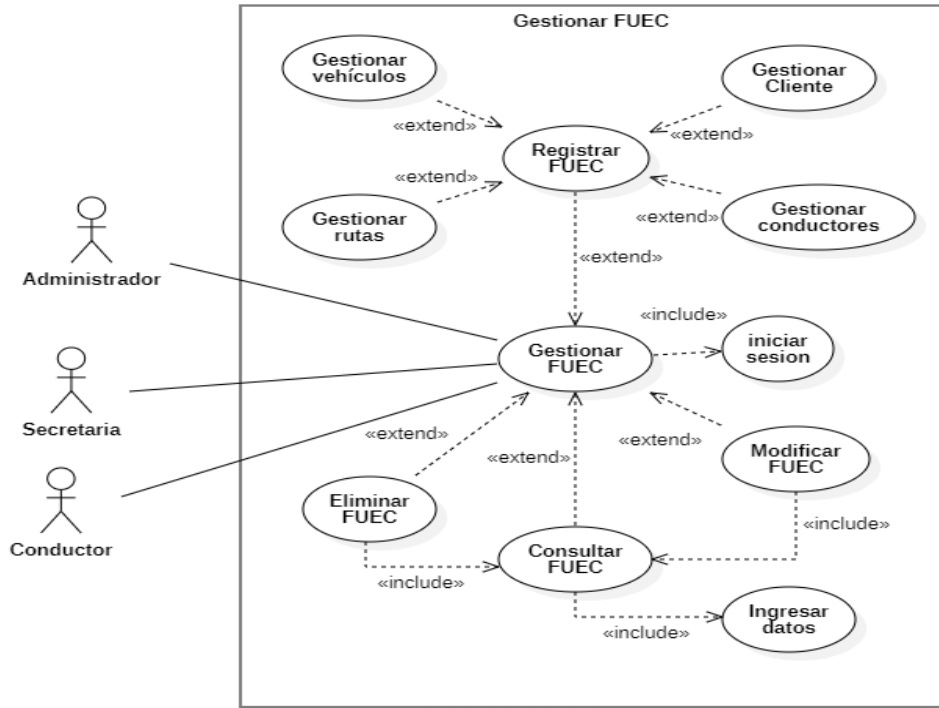 Gestionar FUEC
Gestionar
vehículos
Gestionar
Cliente
«extend»
«extend»
Registrar
FUEC
«extend»
Gestionar
rutas
«extend»
Gestionar
conductores
«extend»
Administrador
«include»
iniciar
sesion
Gestionar
FUEC
Secretaria
«extend»
«extend»
«extend»
Modificar
FUEC
Eliminar
FUEC
Conductor
«include»
Consultar
FUEC
«include»
Ingresar
datos
«include»